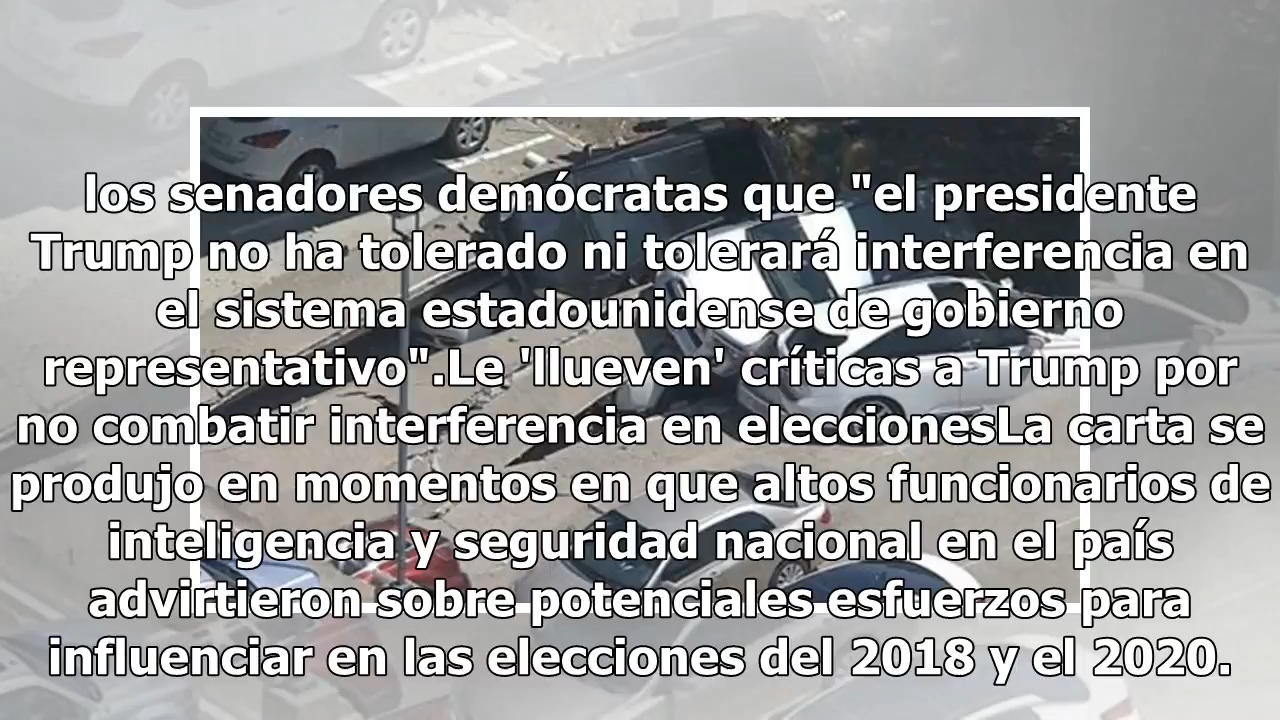 los senadores demócratas que "el presidente
Trump no ha tolerado ni tolerará interferencia en
el sistema estadounidense de gobierno
representativo".Le 'llueven' críticas a Trump por
no combatir interferencia en eleccionesLa carta se
produjo en momentos en que altos funcionarios de
inteligencia y seguridad nacional en el país
advirtieron sobre potenciales esfuerzos para
influenciar en las elecciones del 2018 y el 2020.